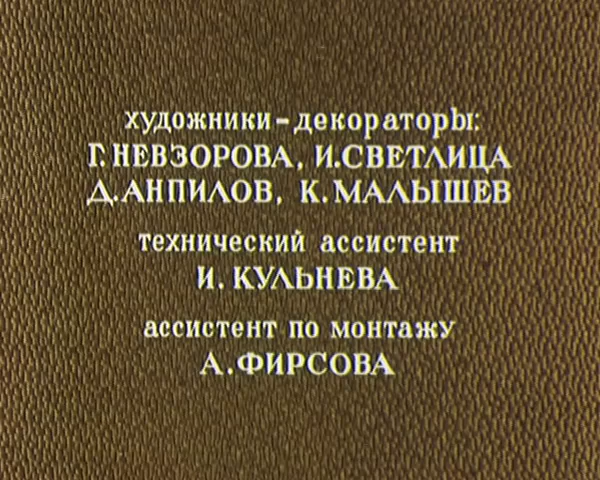 художники-декораторы:
Г.НЕВЗОРОВА, И.СВЕТЛИЦА
Д.АНПИЛОВ, К.МАЛЫШЕВ
технический ассистент
И. КУЛЬНЕВА
ассистент по монтажу
А.ФИРСОВА